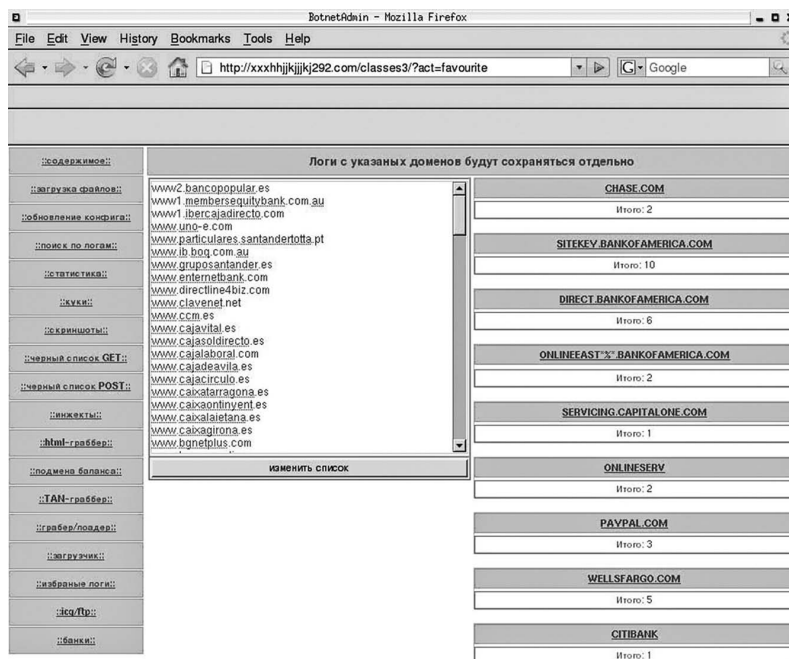 BotnetAdmin - Mozilla Firefox
File Edit View History Bookmarks Tools Help
http://xxxhhjjkjjjkj292.com/classes3/?act=favourite
G Google
::содержимое::
::загрузка файлов::
::обновление конфига::
::поиск по логам::
::статистика::
::куки::
::скриншоты::
::черный список GET::
::черный список POST::
::инжекты::
::html-граббер::
::подмена баланса::
::TAN-граббер::
::грабер/лоадер::
::загрузчик::
::избраные логи::
::icq/ftp::
::банки::
Логи с указаных доменов будут сохраняться отдельно
www2.bancopopular.es
www1.membersequitybank.com.au
www1.ibercajadirecto.com
www.uno-e.com
www.particulares.santandertotta.pt
www.ib.boq.com.au
www.gruposantander.es
www.enternetbank.com
www.directline4biz.com
www.clavenet.net
www.ccm.es
www.cajavital.es
www.cajasoldirecto.es
www.cajalaboral.com
www.cajadeavila.es
www.cajacirculo.es
www.caixatarragona.es
www.caixaontinyent.es
www.caixalaietana.es
www.caixagirona.es
www.bgnetplus.com
изменить список
CHASE.COM
Итого: 2
SITEKEY.BANKOFAMERICA.COM
Итого: 10
DIRECT.BANKOFAMERICA.COM
Итого: 6
ONLINEEAST*%*.BANKOFAMERICA.COM
Итого: 2
SERVICING.CAPITALONE.COM
Итого: 1
ONLINESERV
Итого: 2
PAYPAL.COM
Итого: 3
WELLSFARGO.COM
Итого: 5
CITIBANK
Итого: 1